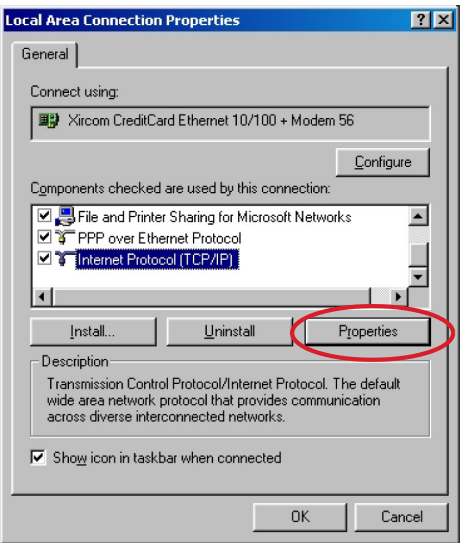 Local Area Connection Properties
General
Connect using:
Xircom CreditCard Ethernet 10/100 + Modem 56
Configure
Components checked are used by this connection:
File and Printer Sharing for Microsoft Networks
PPP over Ethernet Protocol
Internet Protocol (TCP/IP)
Install... Uninstall Properties
Description
Transmission Control Protocol/Internet Protocol. The default
wide area network protocol that provides communication
across diverse interconnected networks.
Show icon in taskbar when connected
OK Cancel